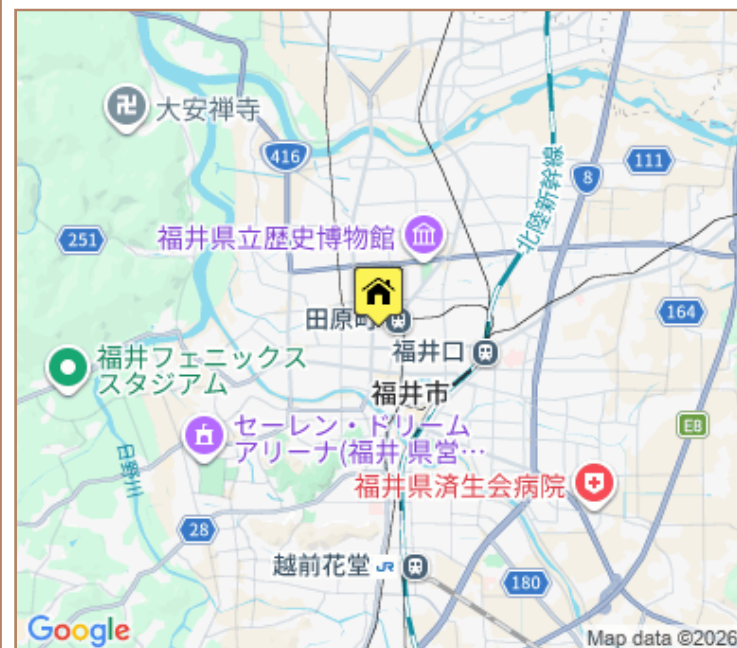 大安禅寺
416
111
8
北陸新幹線
251
福井県立歴史博物館
164
田原町
福井口
福井フェニックス
スタジアム
福井市
E8
セーレン・ドリーム
アリーナ(福井 県営…
日野川
福井県済生会病院
28
越前花堂 JR
180
Google
Map data ©2026